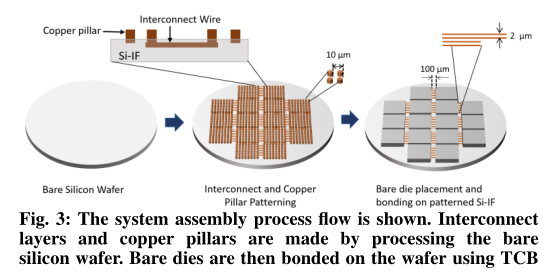 Interconnect Wire
Copper pillar
Si-IF
10 µm
2 µm
100 µm
Bare Silicon Wafer
Interconnect and Copper
Pillar Patterning
Bare die placement and
bonding on patterned Si-IF
Fig. 3: The system assembly process flow is shown. Interconnect
layers and copper pillars are made by processing the bare
silicon wafer. Bare dies are then bonded on the wafer using TCB